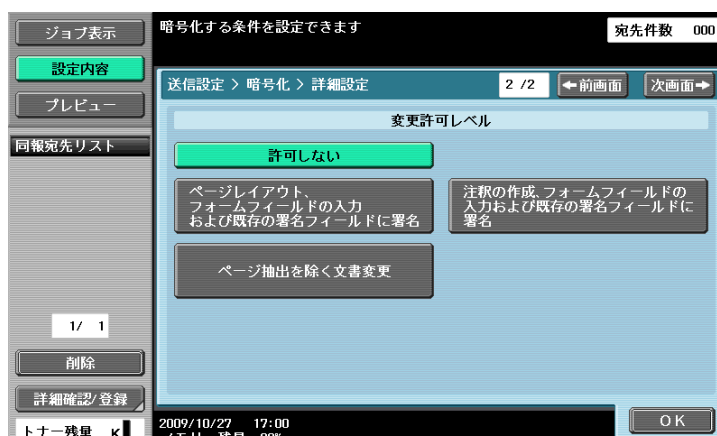 ジョブ表示
設定内容
プレビュー
同報宛先リスト
1/ 1
削除
詳細確認/登録
トナー残量 K
暗号化する条件を設定できます
宛先件数 000
送信設定 > 暗号化 > 詳細設定
2 /2
←前画面
次画面→
変更許可レベル
許可しない
ページレイアウト、
フォームフィールドの入力
および既存の署名フィールドに署名
注釈の作成、フォームフィールドの
入力および既存の署名フィールドに
署名
ページ抽出を除く文書変更
2009/10/27 17:00
メモリー残量
OK